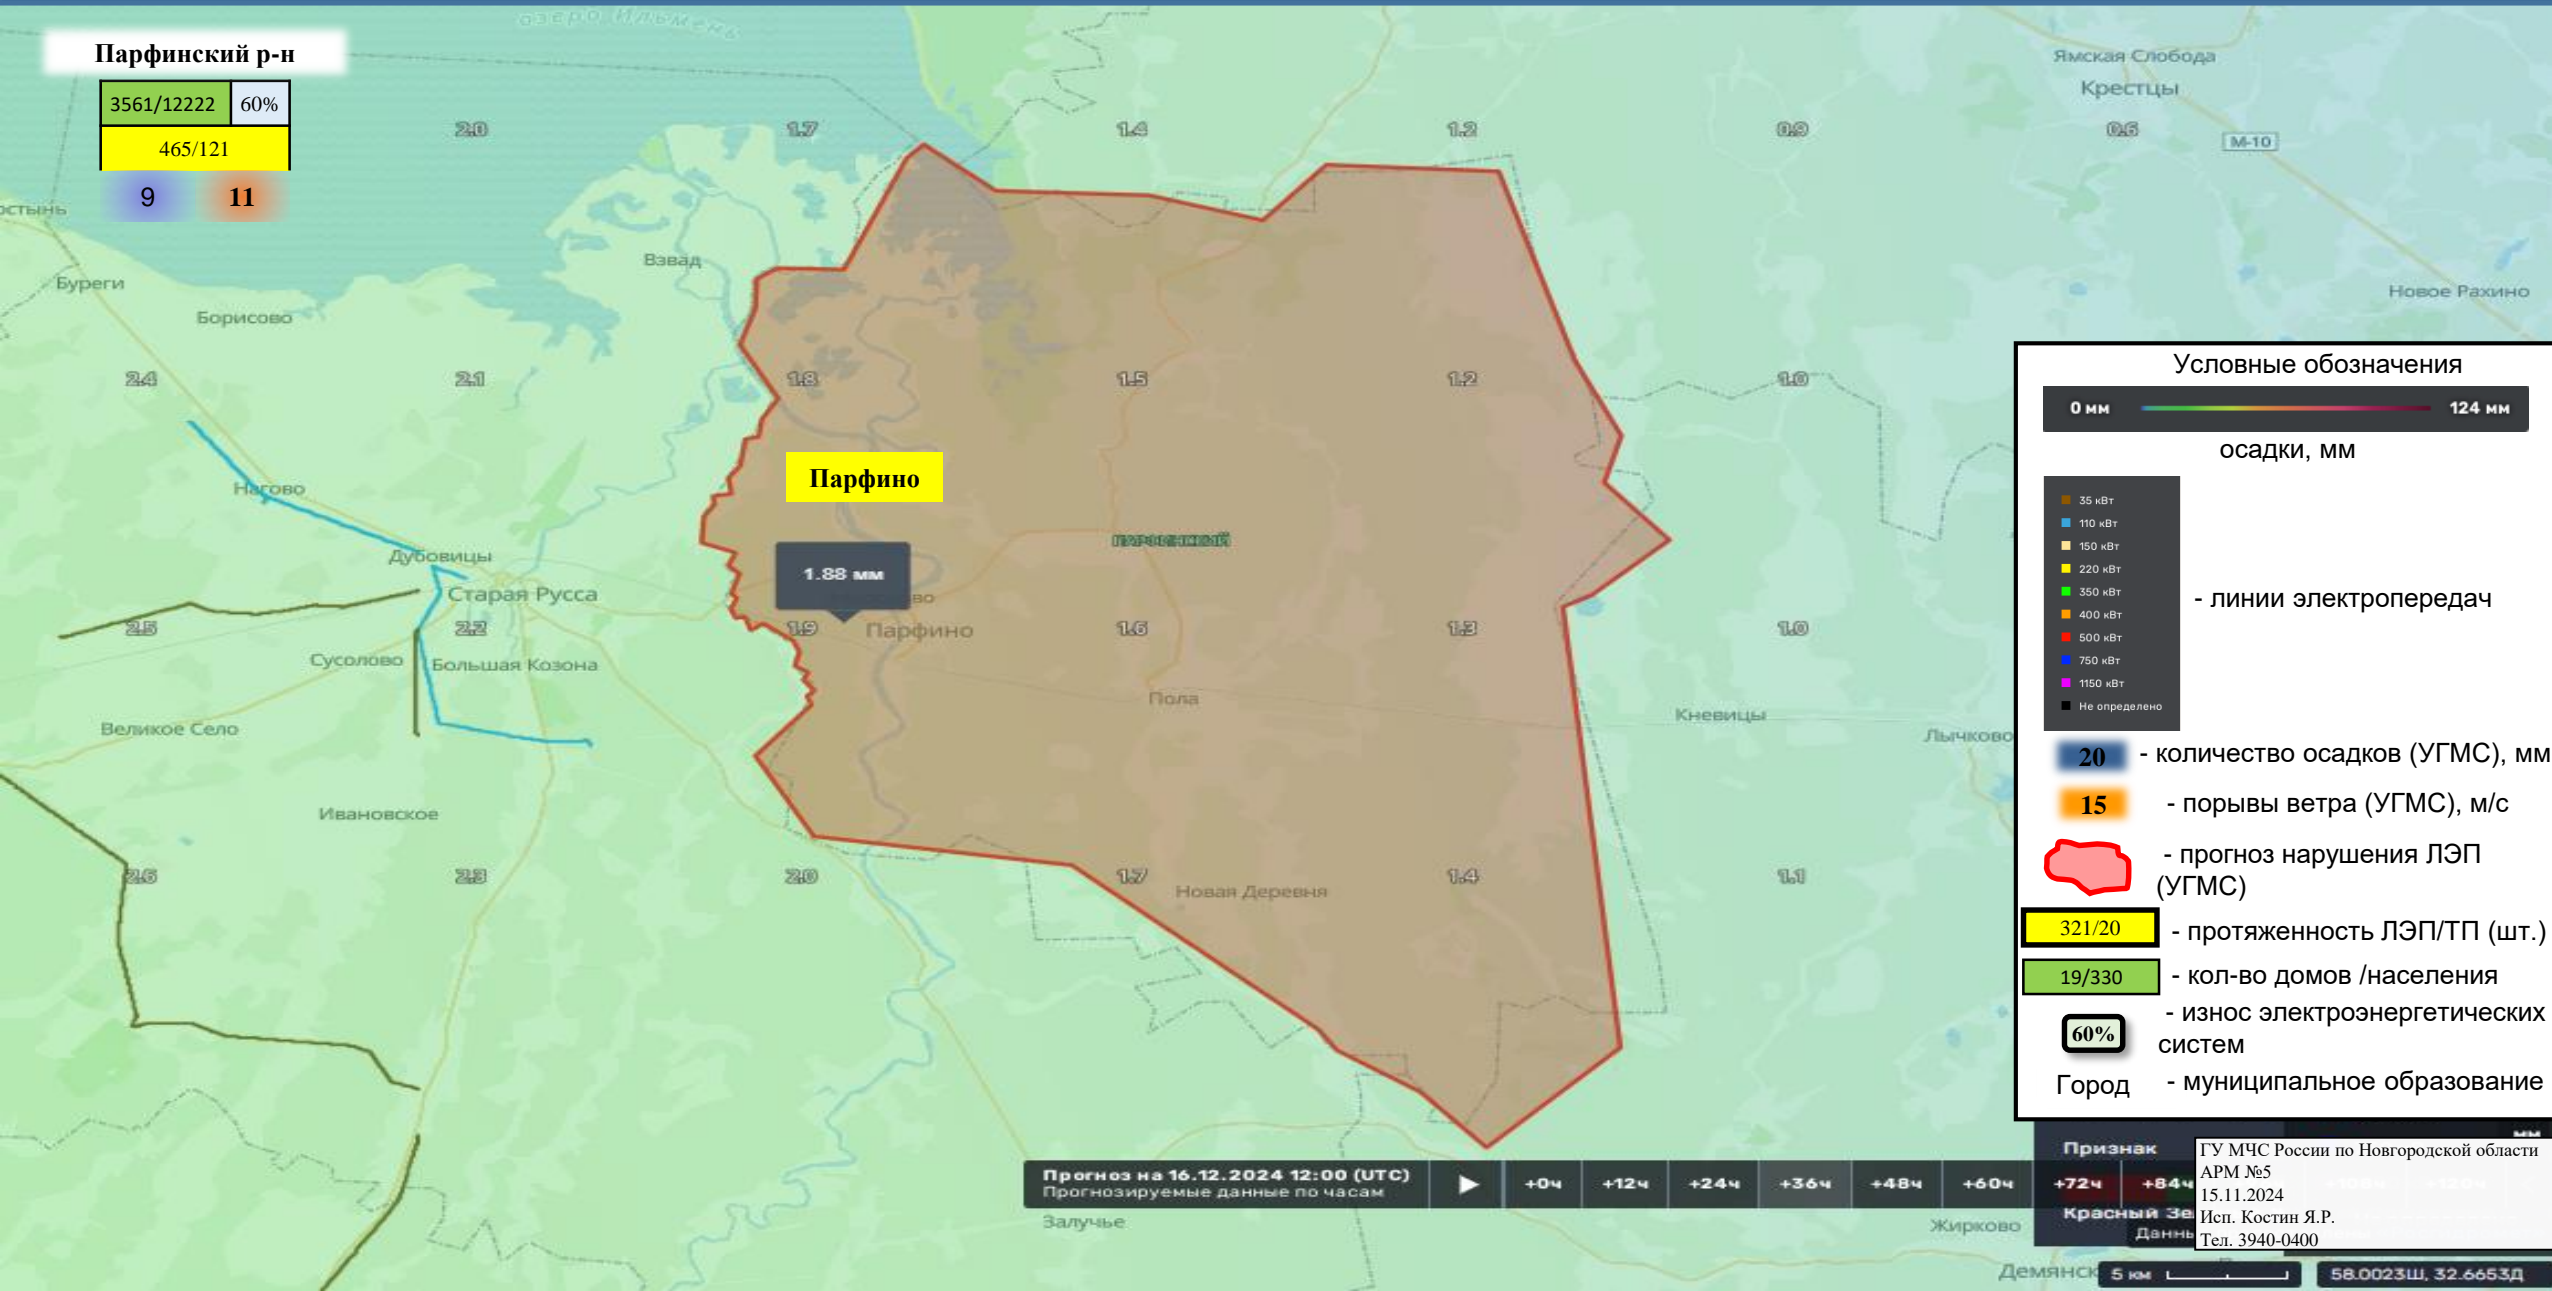 озеро Ильмень
Парфинский р-н
3561/12222 60%
465/121
9 11
Ямская Слобода
Крестцы
M-10
2.0 1.7 1.4 1.2 0.9 0.6
Взвад
Буреги
Борисово
Новое Рахино
2.4 2.1 1.8 1.5 1.2 1.0
Нагово
Парфино
Дубовицы
1.88 мм
Старая Русса
2.5 2.2 1.9 Парфино 1.6 1.3 1.0
Сусолово
Большая Козона
Пола
Великое Село
Кневицы
Лычково
Ивановское
2.6 2.3 2.0 1.7 1.4 1.1
Новая Деревня
Залучье
Жирково
Демянск
Условные обозначения
0 мм 124 мм
осадки, мм
35 кВт
110 кВт
150 кВт
220 кВт
350 кВт
400 кВт
500 кВт
750 кВт
1150 кВт
Не определено
- линии электропередач
20 - количество осадков (УГМС), мм
15 - порывы ветра (УГМС), м/с
- прогноз нарушения ЛЭП
(УГМС)
321/20 - протяженность ЛЭП/ТП (шт.)
19/330 - кол-во домов /населения
- износ электроэнергетических
60% систем
Город - муниципальное образование
Прогноз на 16.12.2024 12:00 (UTC)
Прогнозируемые данные по часам
+0ч +12ч +24ч +36ч +48ч +60ч +72ч +84ч
Признак
мм
Красный
ГУ МЧС России по Новгородской области
АРМ №5
15.11.2024
Исп. Костин Я.Р.
Тел. 3940-0400
5 км
58.0023Ш, 32.6653Д